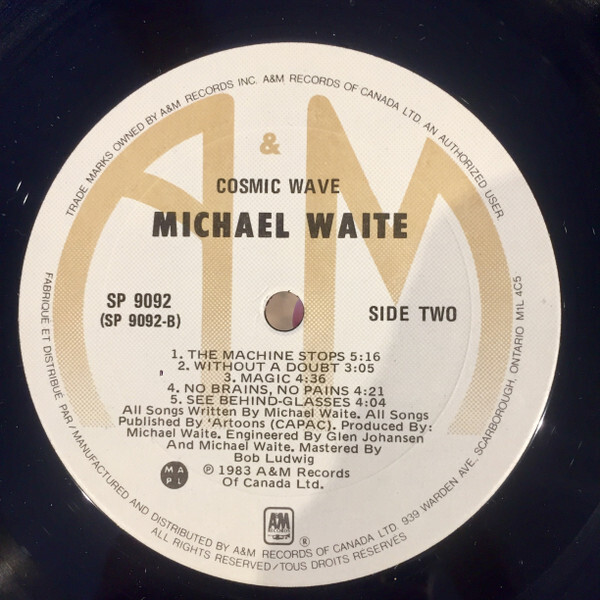 TRADE MARKS OWNED BY A&M RECORDS INC. A&M RECORDS OF CANADA LTD. AN AUTHORIZED USER.
A&M
COSMIC WAVE
MICHAEL WAITE
SP 9092
(SP 9092-B)
SIDE TWO
1. THE MACHINE STOPS 5:16
2. WITHOUT A DOUBT 3:05
3. MAGIC 4:36
4. NO BRAINS, NO PAINS 4:21
5. SEE BEHIND-GLASSES 4:04
All Songs Written By Michael Waite. All Songs
Published By 'Artoons (CAPAC). Produced By:
Michael Waite. Engineered By Glen Johansen
And Michael Waite. Mastered By
Bob Ludwig
MAPL
℗ 1983 A&M Records
Of Canada Ltd.
A&M
RECORDS
®
FABRIQUÉ ET DISTRIBUÉ PAR/MANUFACTURED AND DISTRIBUTED BY A&M RECORDS OF CANADA LTD. 939 WARDEN AVE, SCARBOROUGH, ONTARIO M1L 4C5
ALL RIGHTS RESERVED/TOUS DROITS RESERVÉS